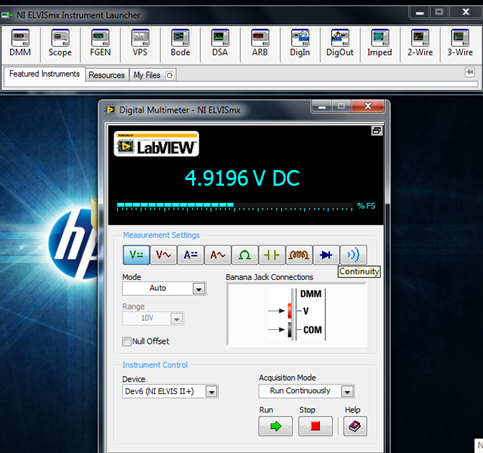 NI ELVISmx Instrument Launcher
DMM Scope FGEN VPS Bode DSA ARB DigIn DigOut Imped 2-Wire 3-Wire
Featured Instruments Resources My Files
Digital Multimeter - NI ELVISmx
LabVIEW
4.9196 V DC
% FS
Measurement Settings
V V A A Ω
Continuity
Mode
Auto
Banana Jack Connections
Range
10V
DMM
V
COM
Null Offset
Instrument Control
Device
Dev6 (NI ELVIS II+)
Acquisition Mode
Run Continuously
Run Stop Help
hp
N